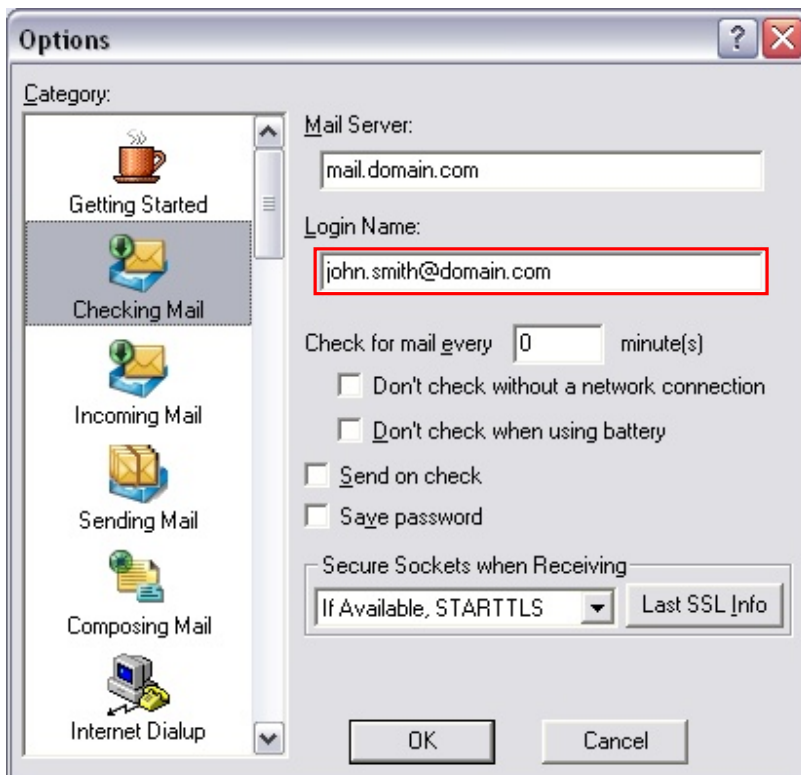 Options
Category:
Getting Started
Checking Mail
Incoming Mail
Sending Mail
Composing Mail
Internet Dialup
Mail Server:
mail.domain.com
Login Name:
john.smith@domain.com
Check for mail every 0 minute(s)
Don't check without a network connection
Don't check when using battery
Send on check
Save password
Secure Sockets when Receiving
If Available, STARTTLS Last SSL Info
OK Cancel